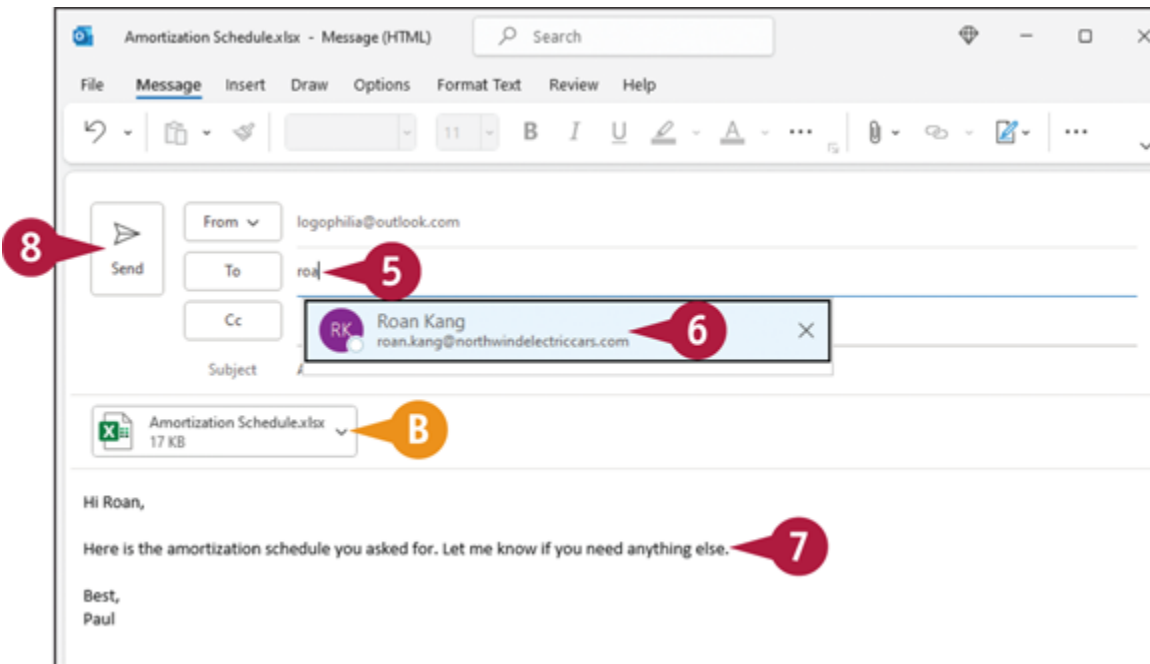 Amortization Schedule.xlsx - Message (HTML)
Search
File Message Insert Draw Options Format Text Review Help
11 B I U A
8
Send
From
logophilia@outlook.com
To
roa
5
Cc
RK
Roan Kang
roan.kang@northwindelectriccars.com
6
Subject
Amortization Schedule.xlsx
17 KB
B
Hi Roan,
Here is the amortization schedule you asked for. Let me know if you need anything else.
7
Best,
Paul